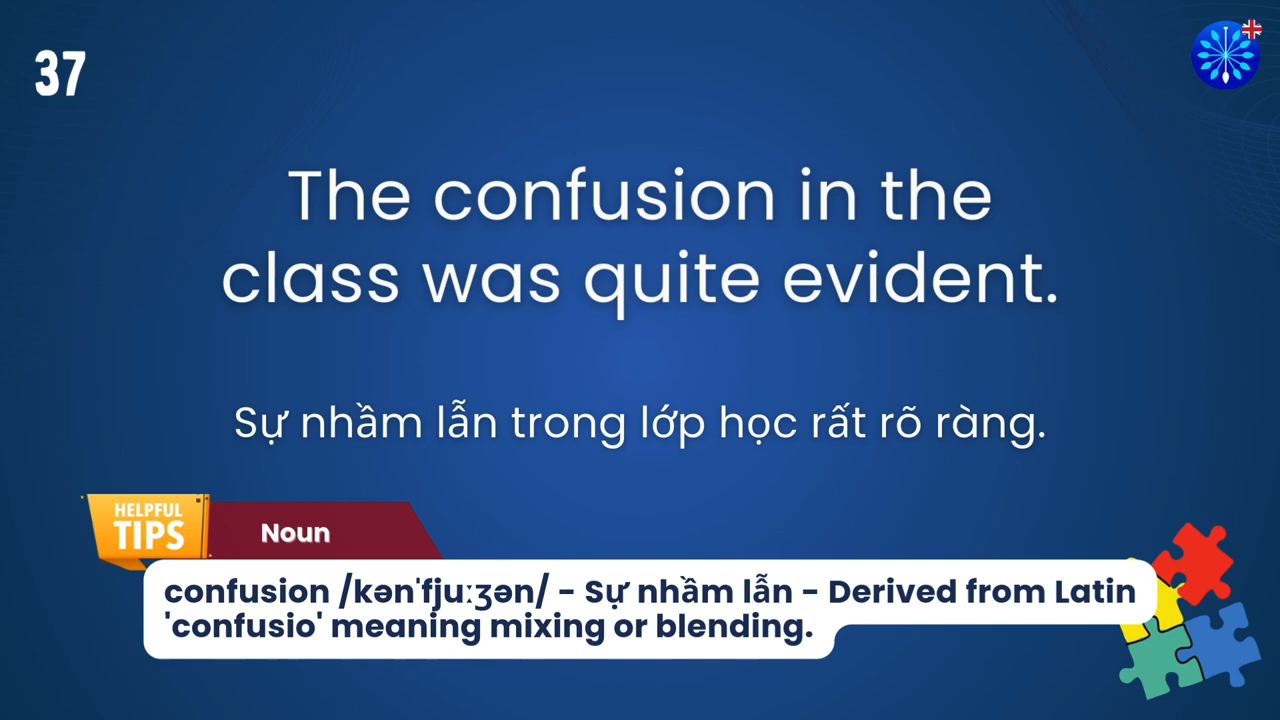 37
The confusion in the
class was quite evident.
Sự nhầm lẫn trong lớp học rất rõ ràng.
HELPFUL
TIPS
Noun
confusion /kənˈfjuːʒən/ - Sự nhầm lẫn - Derived from Latin
'confusio' meaning mixing or blending.